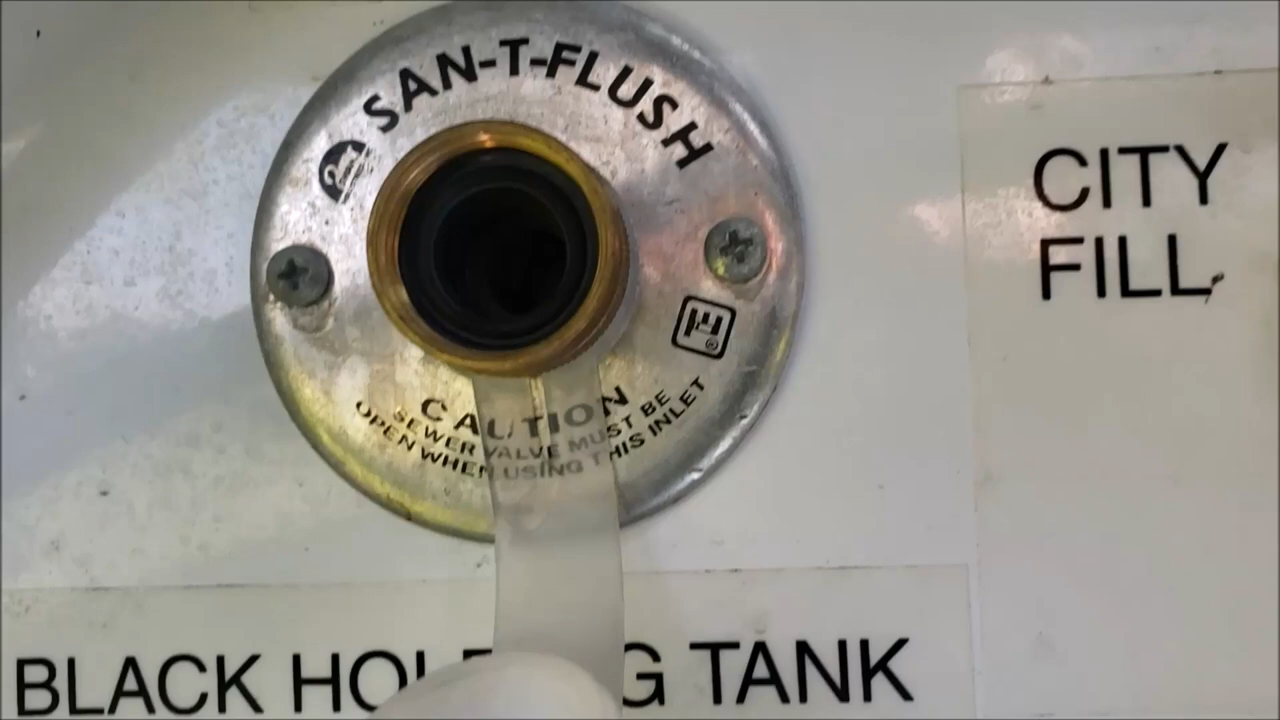 SAN-T-FLUSH
CAUTION
SEWER VALVE MUST BE
OPEN WHEN USING THIS INLET
CITY
FILL
BLACK HOL G TANK